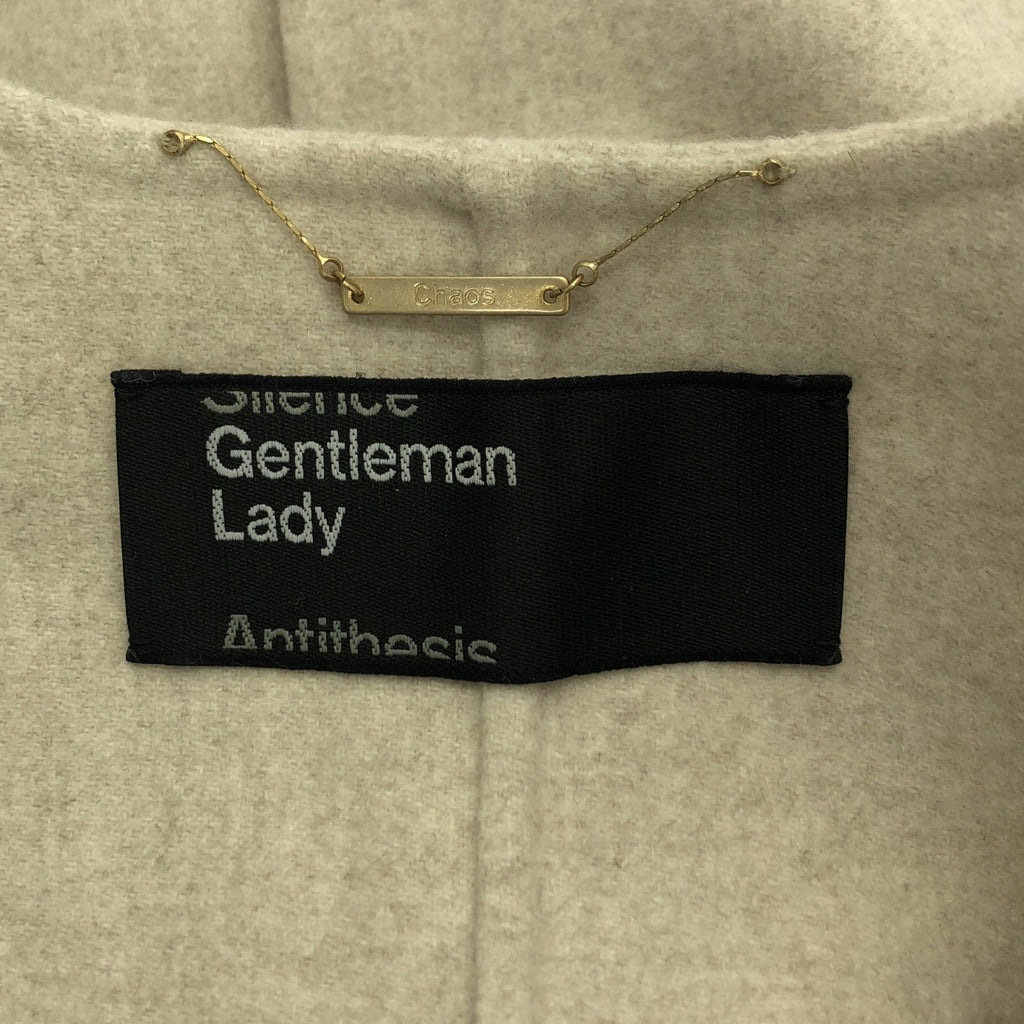 Chaos
Silence
Gentleman
Lady
Antithesis